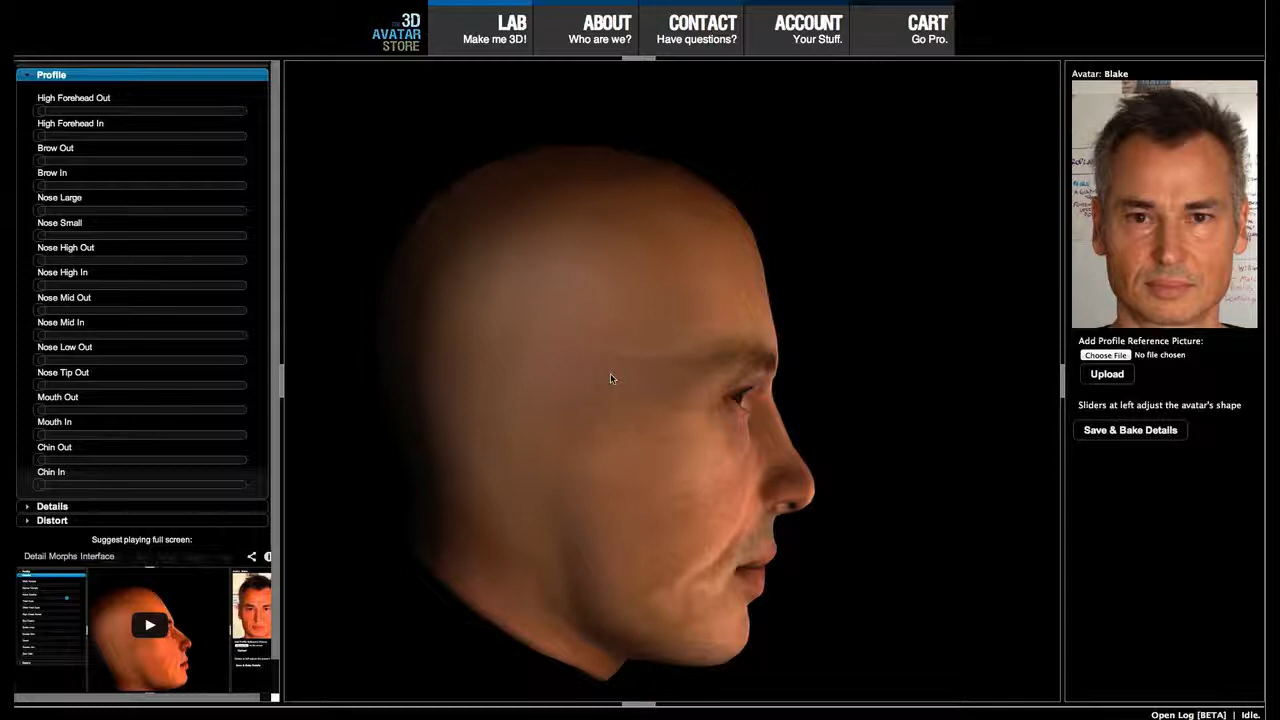 3D
AVATAR
STORE
LAB
Make me 3D!
ABOUT
Who are we?
CONTACT
Have questions?
ACCOUNT
Your Stuff.
CART
Go Pro.
Profile
High Forehead Out
High Forehead In
Brow Out
Brow In
Nose Large
Nose Small
Nose High Out
Nose High In
Nose Mid Out
Nose Mid In
Nose Low Out
Nose Tip Out
Mouth Out
Mouth In
Chin Out
Chin In
Details
Distort
Suggest playing full screen:
Detail Morphs Interface
Avatar: Blake
Add Profile Reference Picture:
Choose File No file chosen
Upload
Sliders at left adjust the avatar's shape
Save & Bake Details
Open Log [BETA] | Idle.